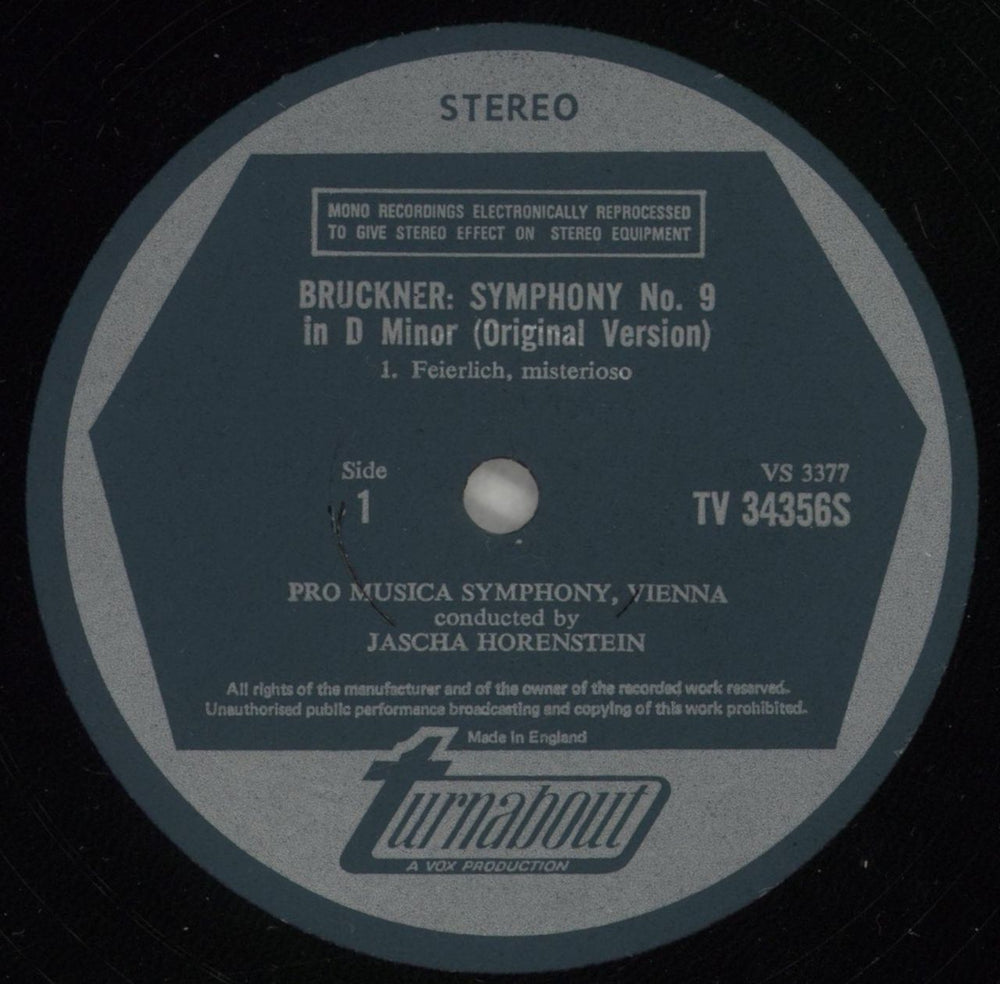 STEREO
MONO RECORDINGS ELECTRONICALLY REPROCESSED
TO GIVE STEREO EFFECT ON STEREO EQUIPMENT
BRUCKNER: SYMPHONY No. 9
in D Minor (Original Version)
1. Feierlich, misterioso
Side
1
VS 3377
TV 34356S
PRO MUSICA SYMPHONY, VIENNA
conducted by
JASCHA HORENSTEIN
All rights of the manufacturer and of the owner of the recorded work reserved.
Unauthorised public performance broadcasting and copying of this work prohibited.
Made in England
turnabout
A VOX PRODUCTION